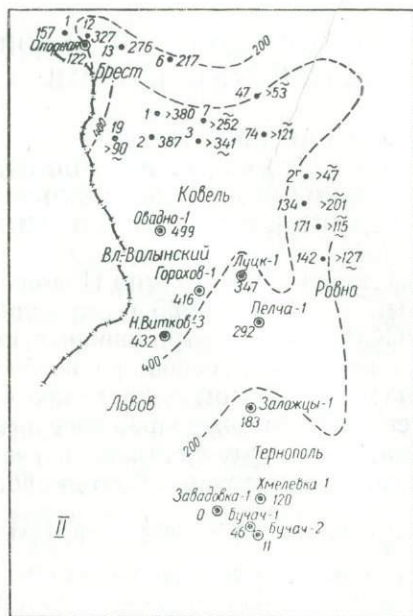 1
157
12
327
Опорная
122
Брест
13 276
6 217
200
47 >53
400
1 >380
7
>252
19
>90
2 387
3
>341
74 >121
2г >47
134 >201
171 >115
142 >127
Ковель
Овадно-1
499
Вл-Волынский
Горохов-1
416
Луцк-1
347
Ровно
Пелча-1
292
Н.Витков-3
432
400
Львов
200
Заложцы-1
183
Тернополь
Хмелевка 1
120
Завадовка-1
0
Бучач-1
46
Бучач-2
11
II